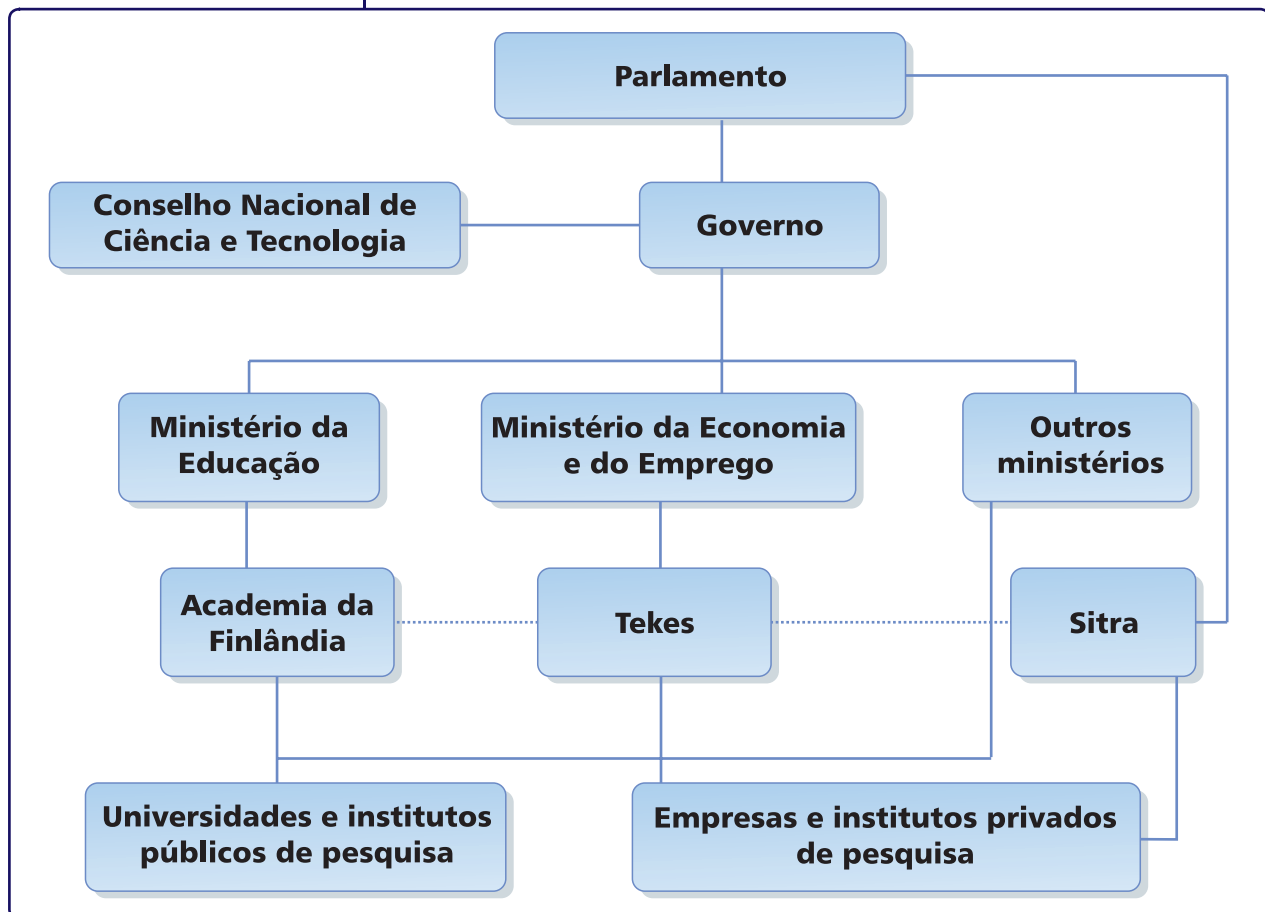 Parlamento
Conselho Nacional de
Ciência e Tecnologia
Governo
Ministério da
Educação
Ministério da Economia
e do Emprego
Outros
ministérios
Academia da
Finlândia
Tekes
Sitra
Universidades e institutos
públicos de pesquisa
Empresas e institutos privados
de pesquisa